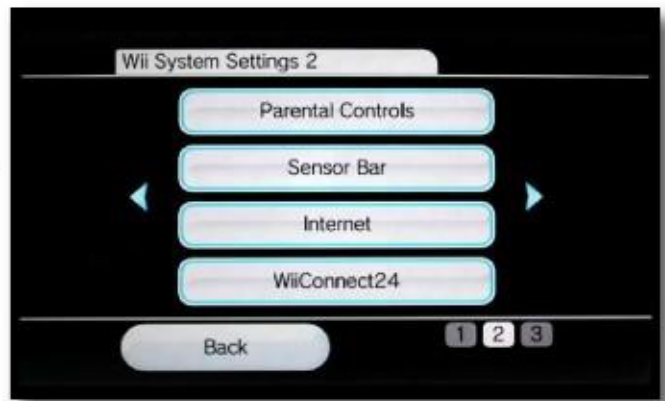 Wii System Settings 2
Parental Controls
Sensor Bar
Internet
WiiConnect24
Back
1 2 3